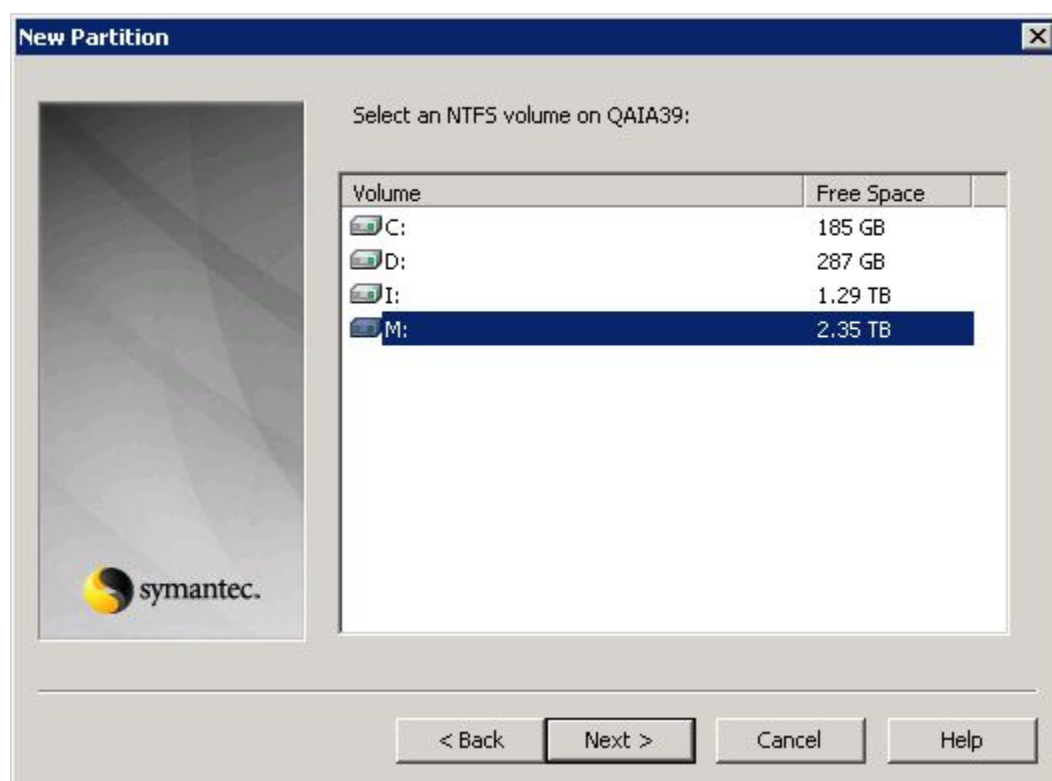 New Partition
Select an NTFS volume on QAIA39:
Volume Free Space
C: 185 GB
D: 287 GB
I: 1.29 TB
M: 2.35 TB
symantec.
< Back Next > Cancel Help